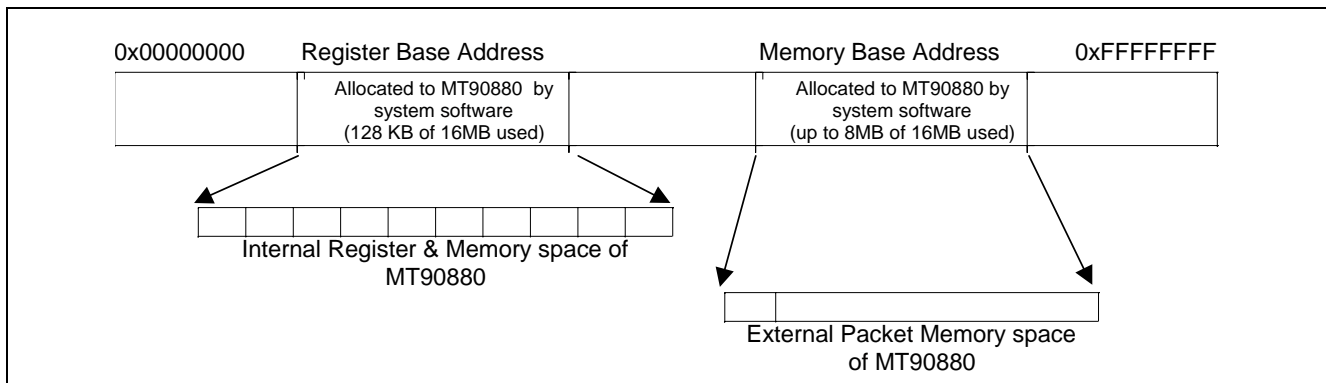 0x00000000 Register Base Address Memory Base Address 0xFFFFFFFF
Allocated to MT90880 by
system software
(128 KB of 16MB used)
Allocated to MT90880 by
system software
(up to 8MB of 16MB used)
Internal Register & Memory space of
MT90880
External Packet Memory space
of MT90880